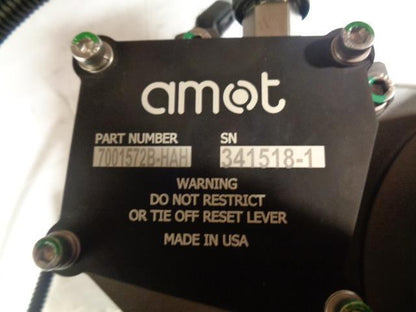 amot
PART NUMBER SN
7001572B-HAH 341518-1
WARNING
DO NOT RESTRICT
OR TIE OFF RESET LEVER
MADE IN USA